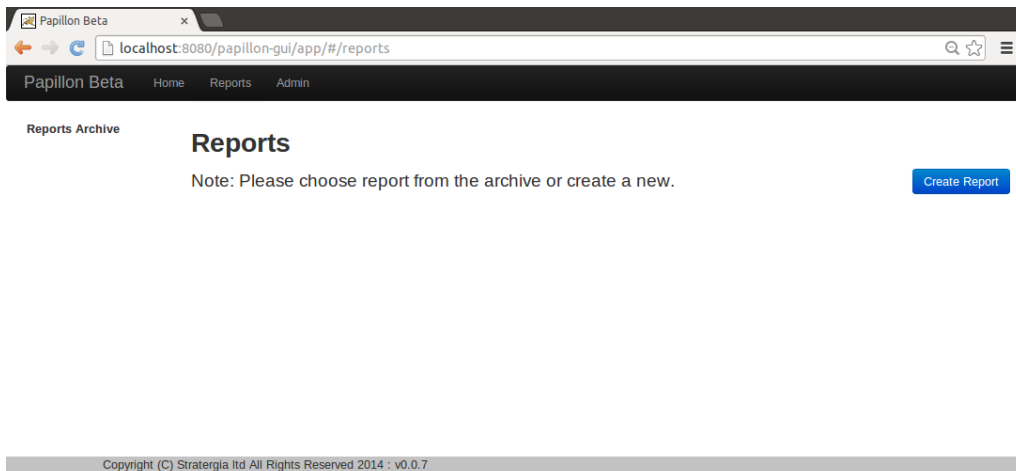 Papillon Beta ×
localhost:8080/papillon-gui/app/#/reports
Papillon Beta Home Reports Admin
Reports Archive
Reports
Note: Please choose report from the archive or create a new.
Create Report
Copyright (C) Stratergia ltd All Rights Reserved 2014 : v0.0.7